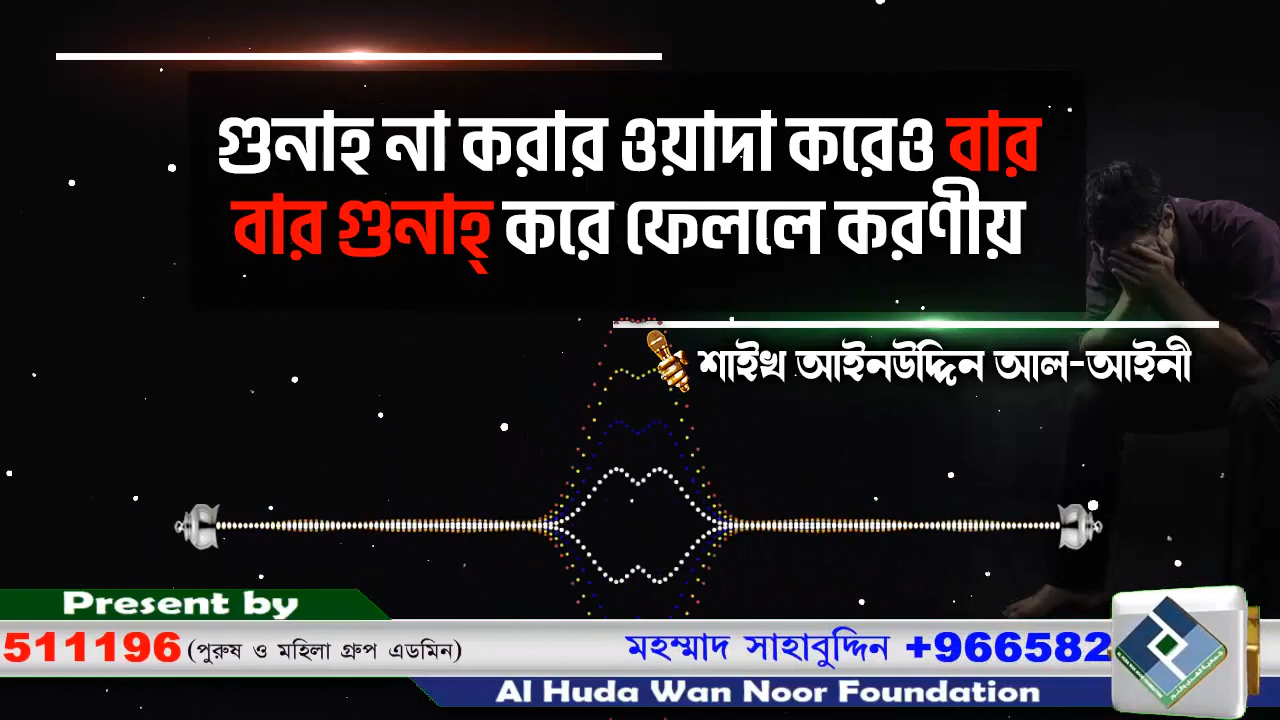 গুনাহ না করার ওয়াদা করেও বার
বার গুনাহ্ করে ফেললে করণীয়
শাইখ আইনউদ্দিন আল-আইনী
Present by
511196 (পুরুষ ও মহিলা গ্রুপ এডমিন) মহম্মাদ সাহাবুদ্দিন +966582
Al Huda Wan Noor Foundation